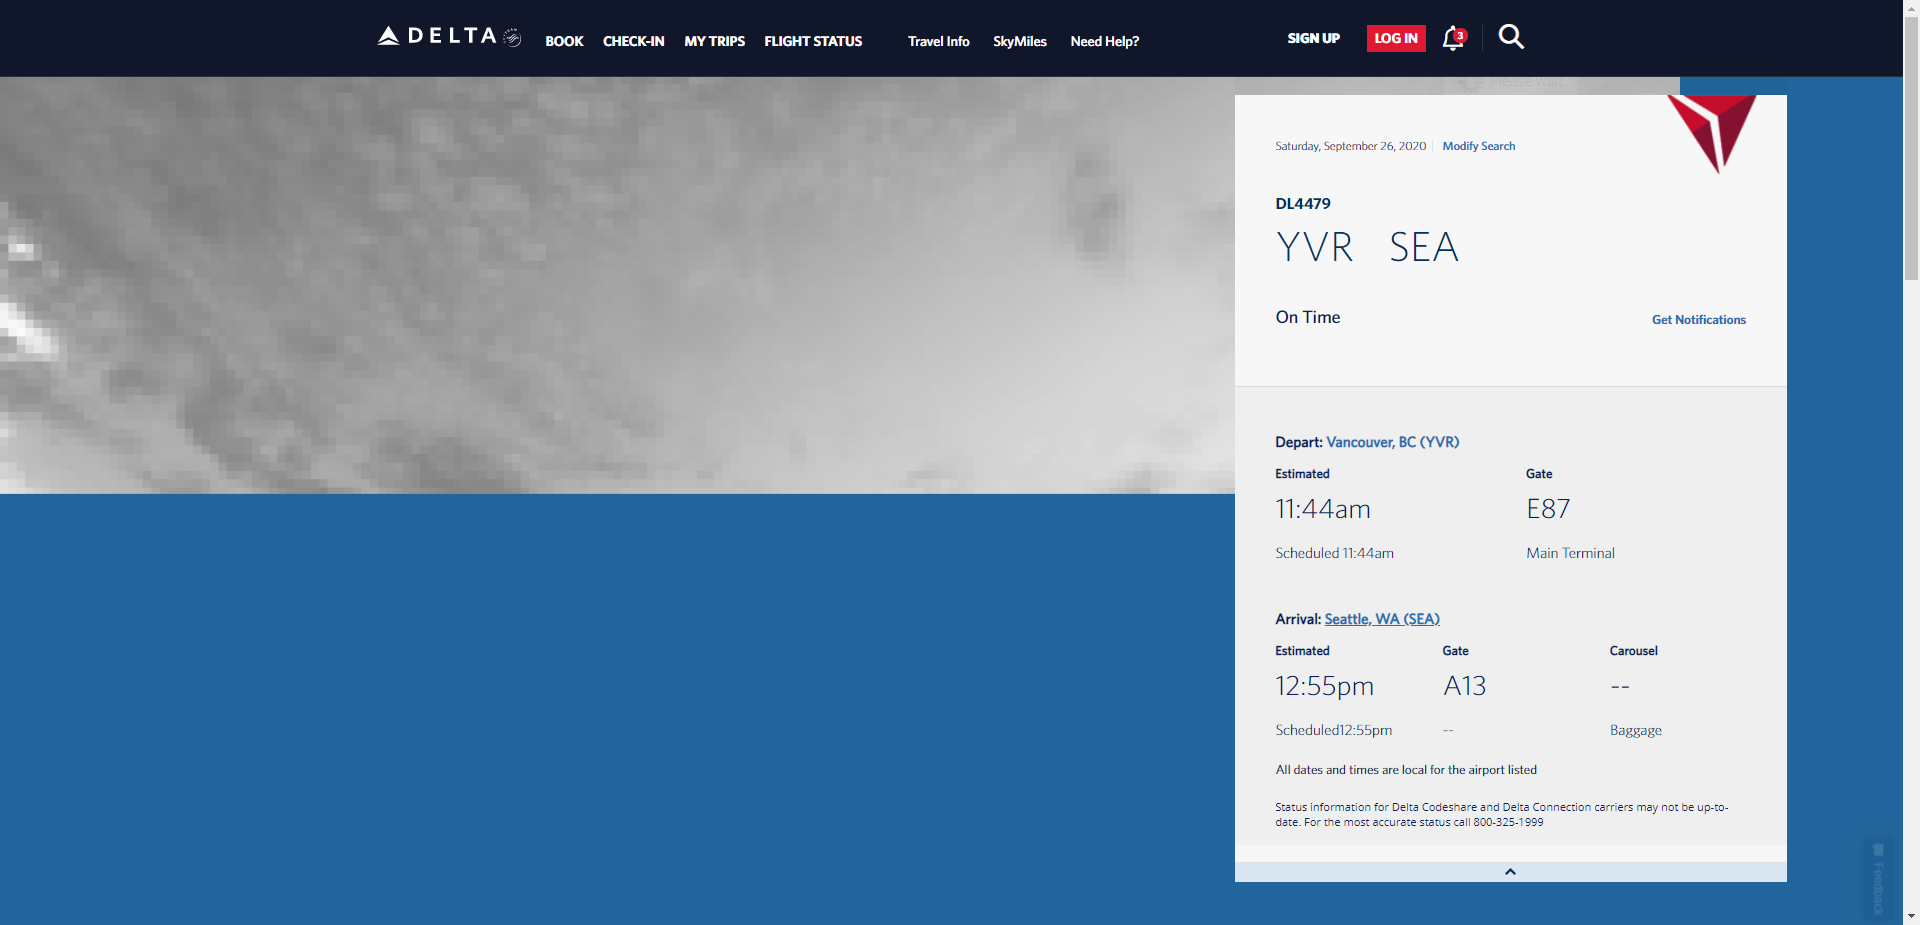 DELTA BOOK CHECK-IN MY TRIPS FLIGHT STATUS Travel Info SkyMiles Need Help? SIGN UP LOG IN 3
Please wait
Saturday, September 26, 2020 Modify Search
DL4479
YVR SEA
On Time Get Notifications
Depart: Vancouver, BC (YVR)
Estimated Gate
11:44am E87
Scheduled 11:44am Main Terminal
Arrival: Seattle, WA (SEA)
Estimated Gate Carousel
12:55pm A13 --
Scheduled12:55pm -- Baggage
All dates and times are local for the airport listed
Status information for Delta Codeshare and Delta Connection carriers may not be up-to-
date. For the most accurate status call 800-325-1999
Feedback